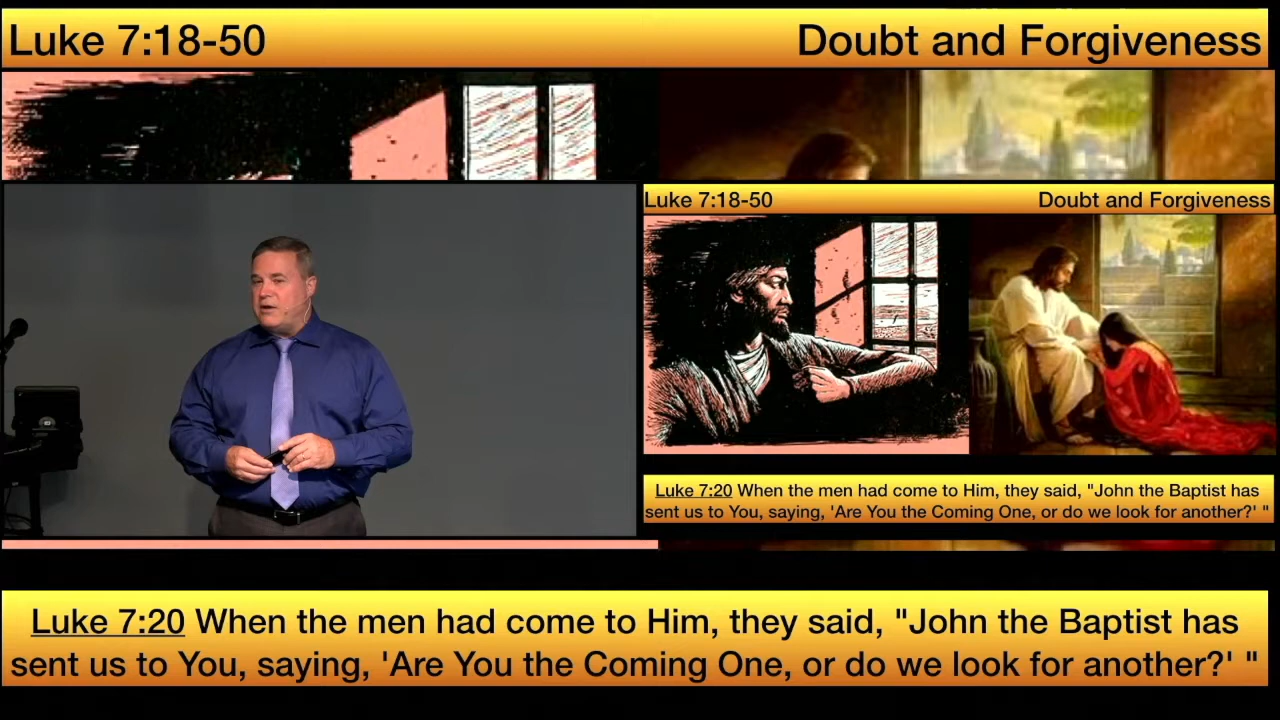 Luke 7:18-50 Doubt and Forgiveness
Luke 7:18-50 Doubt and Forgiveness
Luke 7:20 When the men had come to Him, they said, "John the Baptist has
sent us to You, saying, 'Are You the Coming One, or do we look for another?' "
Luke 7:20 When the men had come to Him, they said, "John the Baptist has
sent us to You, saying, 'Are You the Coming One, or do we look for another?' "